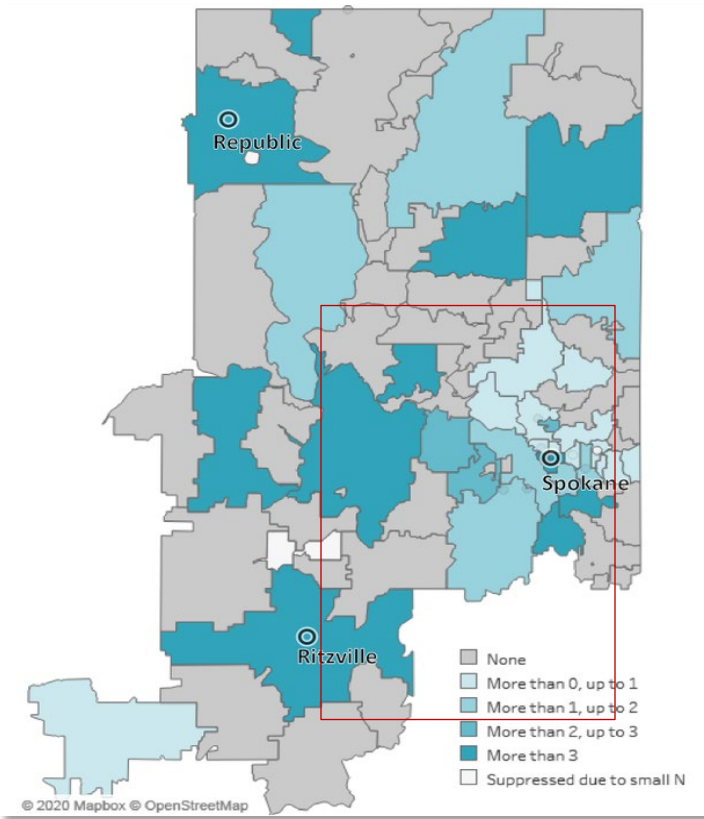 Republic
Spokane
Ritzville
None
More than 0, up to 1
More than 1, up to 2
More than 2, up to 3
More than 3
Suppressed due to small N
© 2020 Mapbox © OpenStreetMap